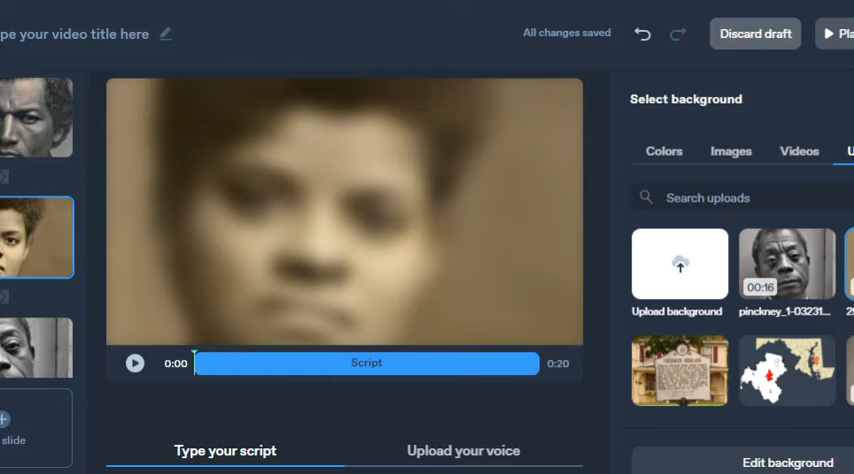 pe your video title here
All changes saved
Discard draft
Pla
Select background
Colors
Images
Videos
U
Search uploads
00:16
Upload background
pinckney_1-03231...
0:00
Script
0:20
slide
Type your script
Upload your voice
Edit background